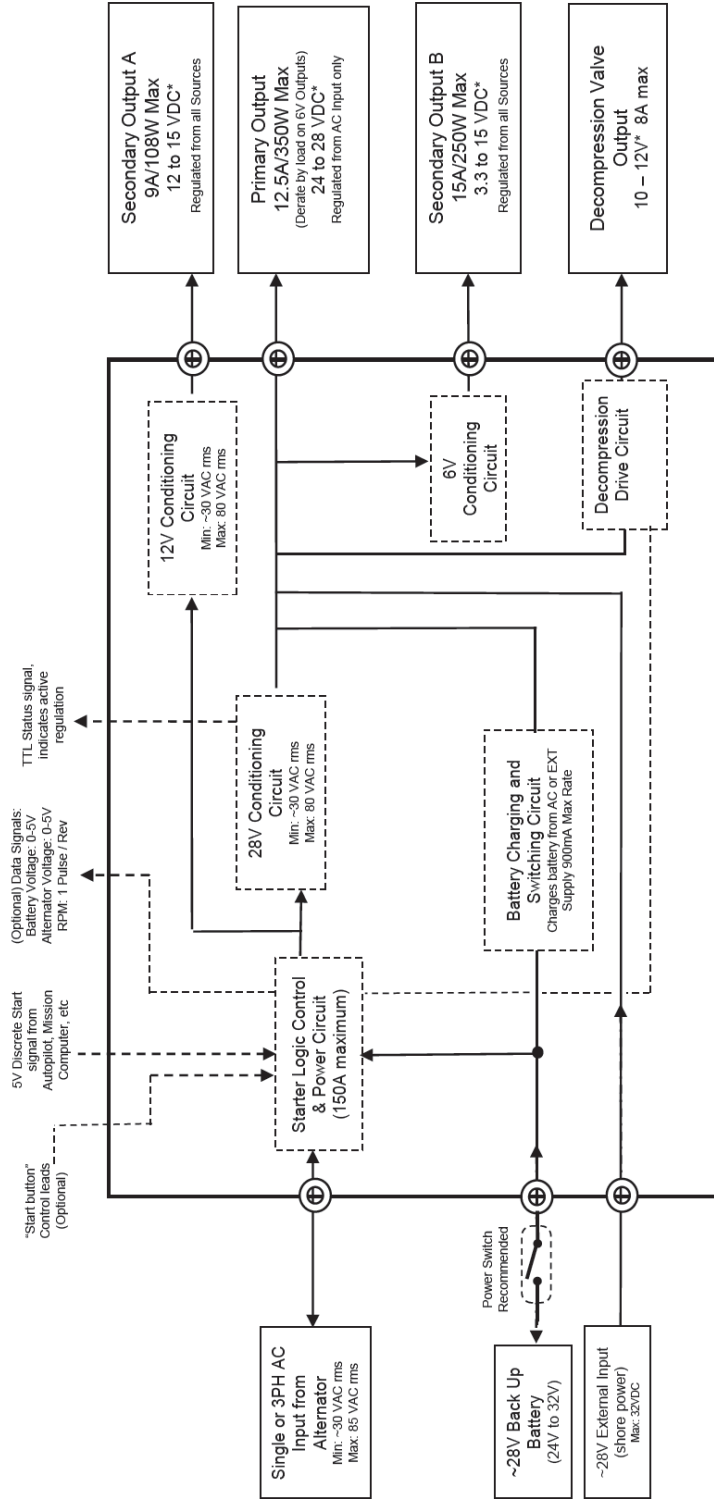 "Start button"
Control leads
(Optional)
5V Discrete Start
signal from
Autopilot, Mission
Computer, etc
(Optional) Data Signals:
Battery Voltage: 0-5V
Alternator Voltage: 0-5V
RPM: 1 Pulse / Rev
TTL Status signal,
indicates active
regulation
Single or 3PH AC
Input from
Alternator
Min: ~30 VAC rms
Max: 85 VAC rms
Starter Logic Control
& Power Circuit
(150A maximum)
28V Conditioning
Circuit
Min: ~30 VAC rms
Max: 80 VAC rms
12V Conditioning
Circuit
Min: ~30 VAC rms
Max: 80 VAC rms
Secondary Output A
9A/108W Max
12 to 15 VDC*
Regulated from all Sources
Primary Output
12.5A/350W Max
(Derate by load on 6V Outputs)
24 to 28 VDC*
Regulated from AC Input only
Power Switch
Recommended
~28V Back Up
Battery
(24V to 32V)
Battery Charging and
Switching Circuit
Charges battery from AC or EXT
Supply 900mA Max Rate
6V
Conditioning
Circuit
Secondary Output B
15A/250W Max
3.3 to 15 VDC*
Regulated from all Sources
~28V External Input
(shore power)
Max: 32VDC
Decompression
Drive Circuit
Decompression Valve
Output
10 – 12V* 8A max